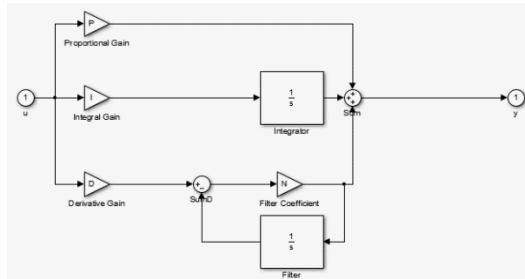 P
Proportional Gain
1
u
I
Integral Gain
1
s
Integrator
+
+
+
Sum
1
y
D
Derivative Gain
+
−
SumD
N
Filter Coefficient
1
s
Filter